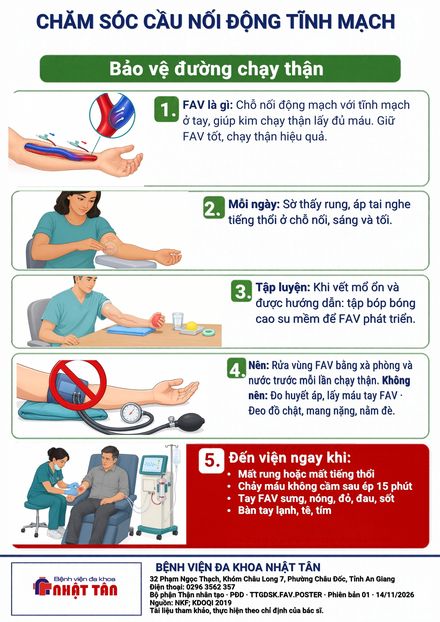 CHĂM SÓC CẦU NỐI ĐỘNG TĨNH MẠCH
Bảo vệ đường chạy thận
1. FAV là gì: Chỗ nối động mạch với tĩnh mạch
ở tay, giúp kim chạy thận lấy đủ máu. Giữ
FAV tốt, chạy thận hiệu quả.
2. Mỗi ngày: Sờ thấy rung, áp tai nghe
tiếng thổi ở chỗ nối, sáng và tối.
3. Tập luyện: Khi vết mổ ổn và
được hướng dẫn: tập bóp bóng
cao su mềm để FAV phát triển.
4. Nên: Rửa vùng FAV bằng xà phòng và
nước trước mỗi lần chạy thận. Không
nên: Đo huyết áp, lấy máu tay FAV ·
Đeo đồ chật, mang nặng, nằm đè.
5. Đến viện ngay khi:
• Mất rung hoặc mất tiếng thổi
• Chảy máu không cầm sau ép 15 phút
• Tay FAV sưng, nóng, đỏ, đau, sốt
• Bàn tay lạnh, tê, tím
Bệnh viện đa khoa
NHẬT TÂN
BỆNH VIỆN ĐA KHOA NHẬT TÂN
32 Phạm Ngọc Thạch, Khóm Châu Long 7, Phường Châu Đốc, Tỉnh An Giang
Điện thoại: 0296 3562 357
Bộ phận Thận nhân tạo · PDD · TTGDSK.FAV.POSTER · Phiên bản 01 · 14/11/2026
Nguồn: NKF; KDOQI 2019
Tài liệu tham khảo, thực hiện theo chỉ định của bác sĩ.